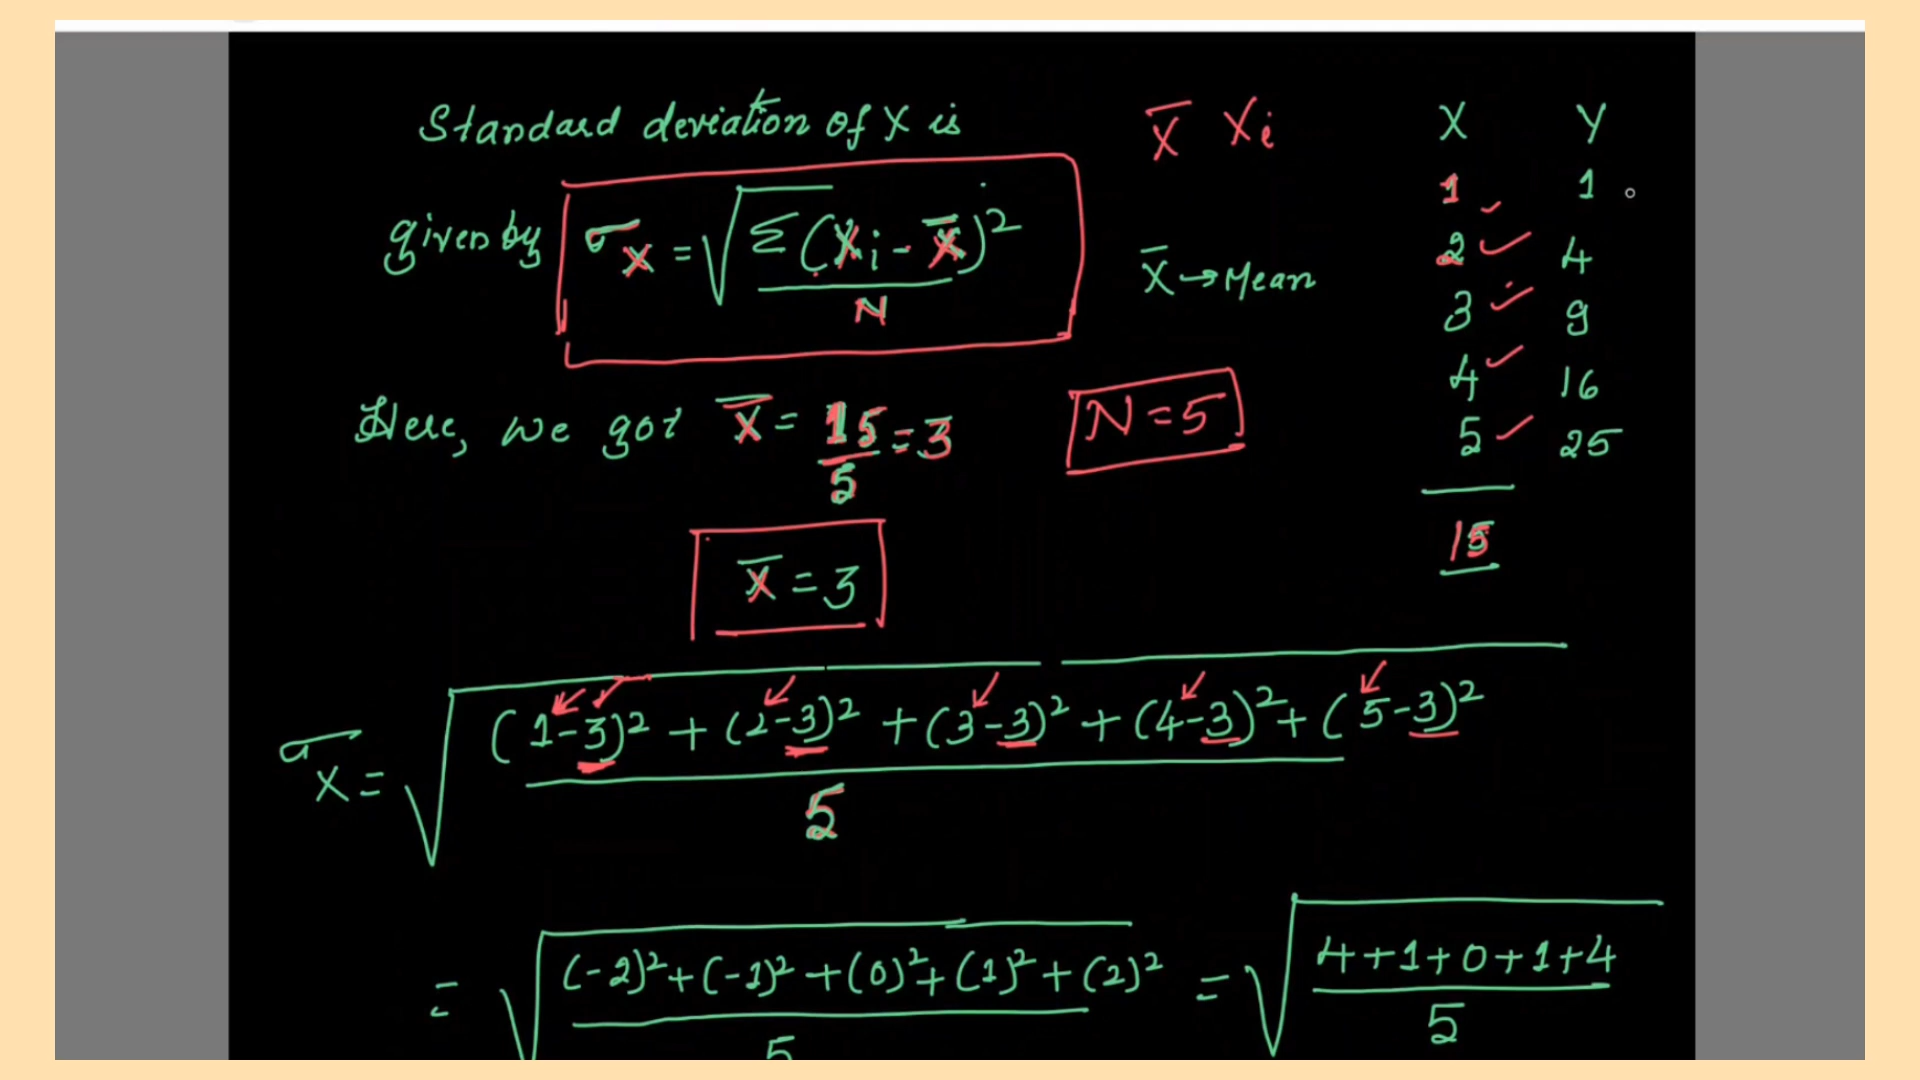 Standard deviation of X is
given by σx = √Σ(Xi - X̄)²/N
X̄ Xi
X̄ → Mean
X Y
1 1
2 4
3 9
4 16
5 25
15
Here, we got X̄ = 15/5 = 3
N = 5
X̄ = 3
σx = √(1-3)² + (2-3)² + (3-3)² + (4-3)² + (5-3)²/5
= √(-2)² + (-1)² + (0)² + (1)² + (2)²/5 = √4+1+0+1+4/5